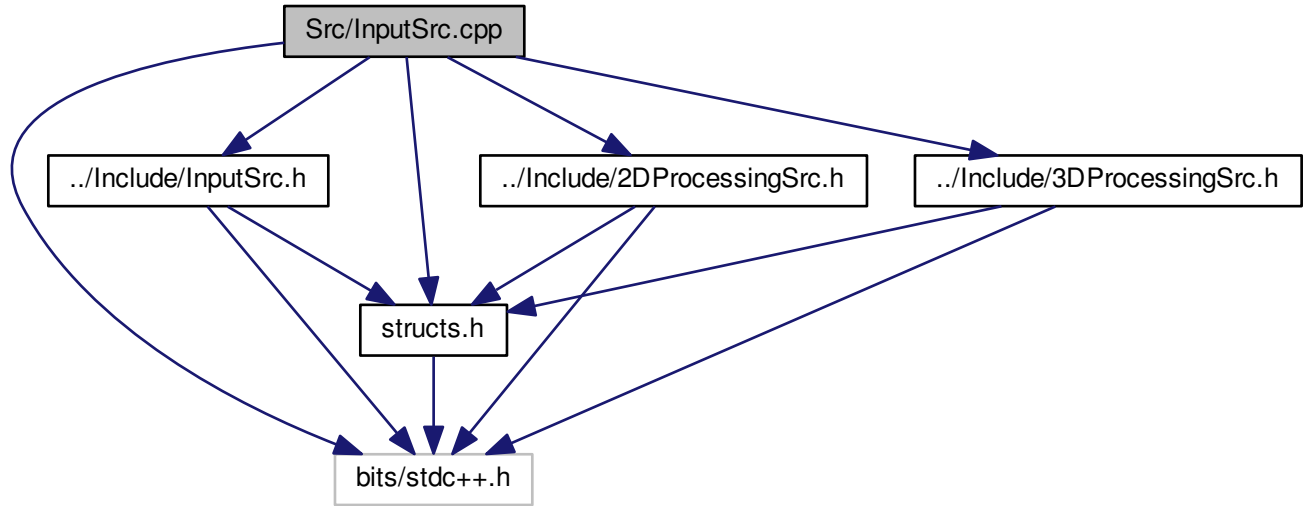 Src/InputSrc.cpp
../Include/InputSrc.h
../Include/2DProcessingSrc.h
../Include/3DProcessingSrc.h
structs.h
bits/stdc++.h